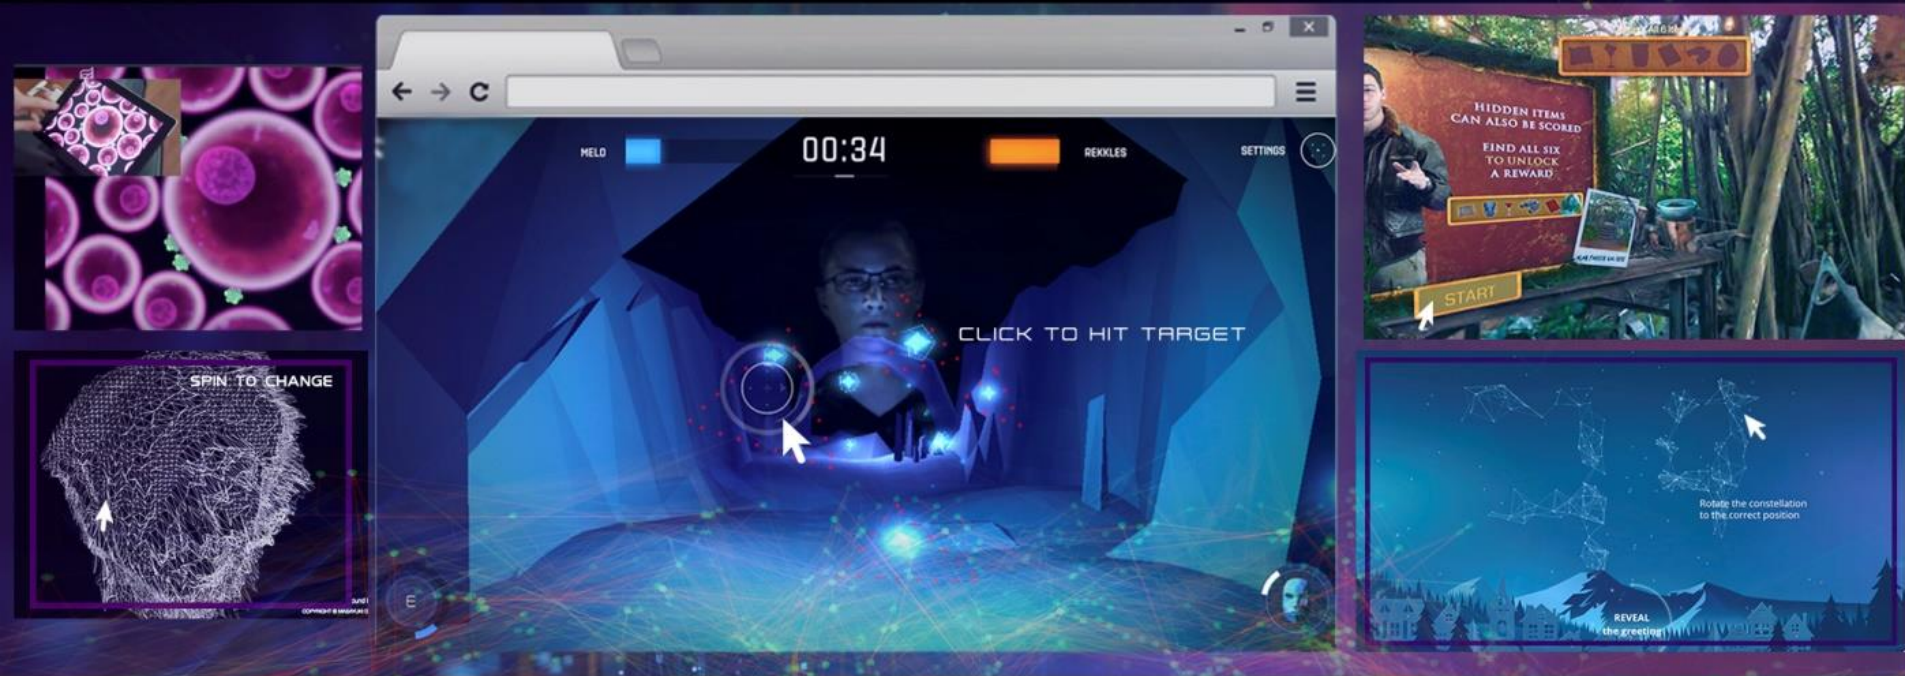 SPIN TO CHANGE
MELD
00:34
REKKLES
SETTINGS
CLICK TO HIT TARGET
E
HIDDEN ITEMS
CAN ALSO BE SCORED
FIND ALL SIX
TO UNLOCK
A REWARD
START
Rotate the constellation
to the correct position
REVEAL
the greeting